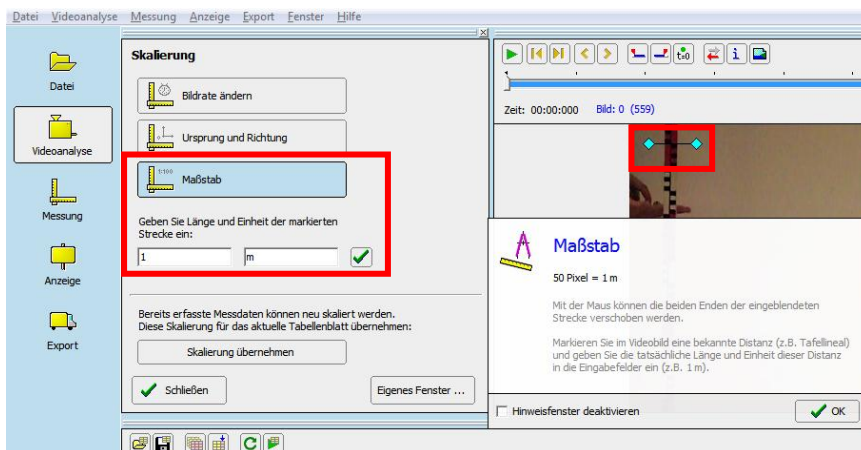 Datei Videoanalyse Messung Anzeige Export Fenster Hilfe
Datei
Videoanalyse
Messung
Anzeige
Export
Skalierung
Bildrate ändern
Ursprung und Richtung
1:100
Maßstab
Geben Sie Länge und Einheit der markierten
Strecke ein:
1 m
Bereits erfasste Messdaten können neu skaliert werden.
Diese Skalierung für das aktuelle Tabellenblatt übernehmen:
Skalierung übernehmen
Schließen
Eigenes Fenster ...
t=0
i
Zeit: 00:00:000 Bild: 0 (559)
Maßstab
50 Pixel = 1 m
Mit der Maus können die beiden Enden der eingeblendeten
Strecke verschoben werden.
Markieren Sie im Videobild eine bekannte Distanz (z.B. Tafellineal)
und geben Sie die tatsächliche Länge und Einheit dieser Distanz
in die Eingabefelder ein (z.B. 1 m).
Hinweisfenster deaktivieren
OK